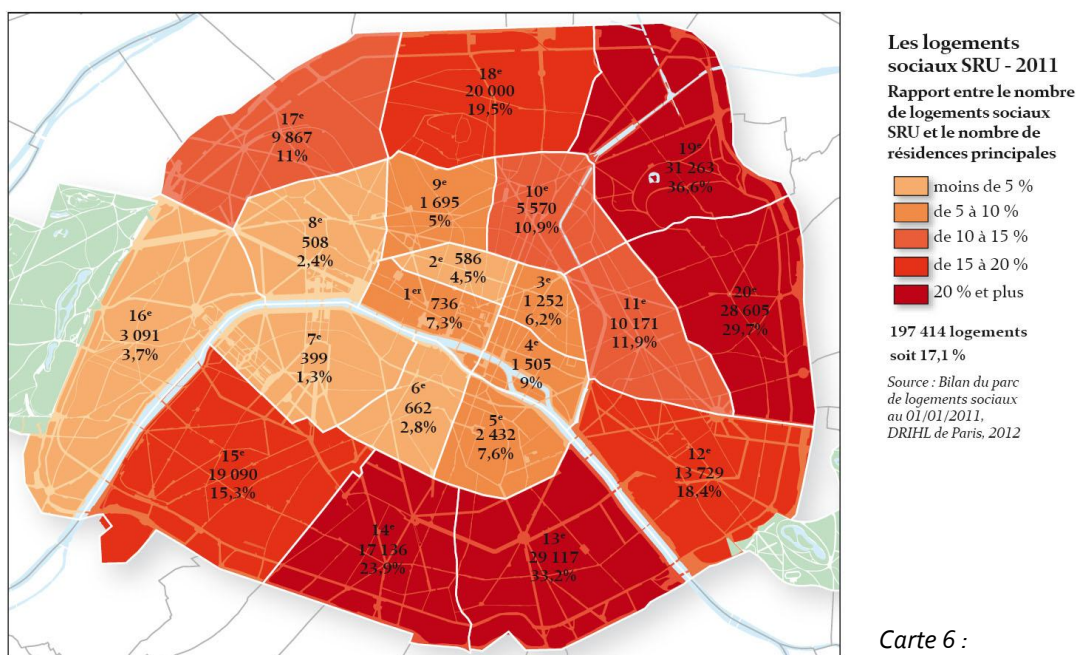 Les logements
sociaux SRU - 2011
Rapport entre le nombre
de logements sociaux
SRU et le nombre de
résidences principales
moins de 5 %
de 5 à 10 %
de 10 à 15 %
de 15 à 20 %
20 % et plus
197 414 logements
soit 17,1 %
Source : Bilan du parc
de logements sociaux
au 01/01/2011,
DRIHL de Paris, 2012
18e
20 000
19,5%
17e
9 867
11%
19e
31 263
36,6%
9e
1 695
5%
10e
5 570
10,9%
8e
508
2,4%
2e 586
4,5%
3e
1 252
6,2%
1er 736
7,3%
11e
10 171
11,9%
20e
28 605
29,7%
16e
3 091
3,7%
7e
399
1,3%
4e
1 505
9%
6e
662
2,8%
5e
2 432
7,6%
15e
19 090
15,3%
12e
13 729
18,4%
14e
17 136
23,9%
13e
29 117
33,2%
Carte 6 :